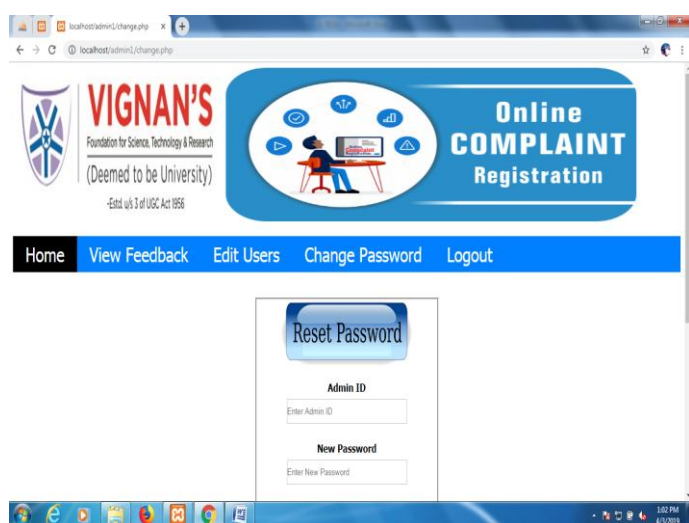 localhost/admin1/change.php
localhost/admin1/change.php
VIGNAN'S
Foundation for Science, Technology & Research
(Deemed to be University)
-Estd. u/s 3 of UGC Act 1956
Online
COMPLAINT
Registration
Home View Feedback Edit Users Change Password Logout
Reset Password
Admin ID
Enter Admin ID
New Password
Enter New Password
1:02 PM